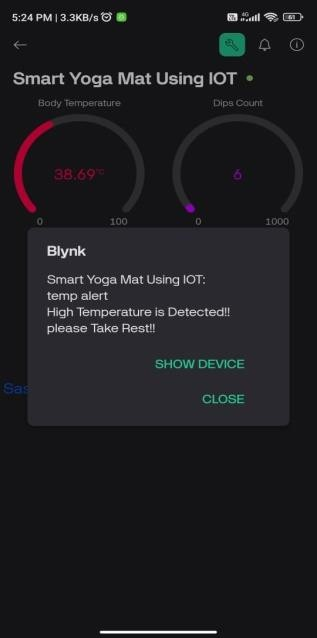 5:24 PM | 3.3KB/s
4G
61
Smart Yoga Mat Using IOT
Body Temperature
Dips Count
38.69°C
6
0
100
0
1000
Blynk
Smart Yoga Mat Using IOT:
temp alert
High Temperature is Detected!!
please Take Rest!!
SHOW DEVICE
CLOSE